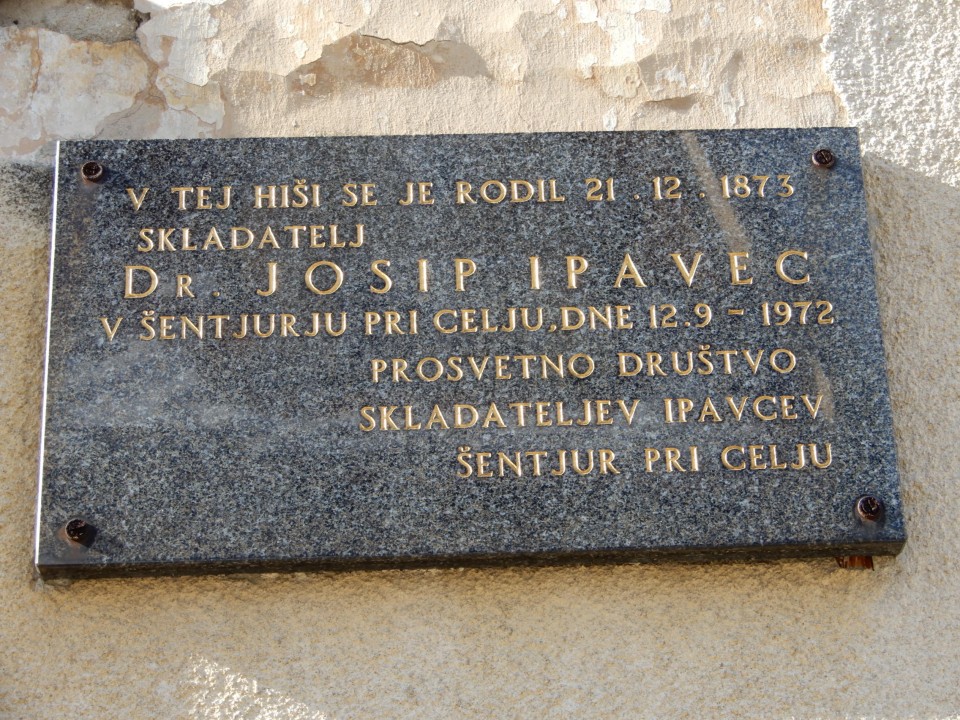 V TEJ HIŠI SE JE RODIL 21.12.1873
SKLADATELJ
DR. JOSIP IPAVEC
V ŠENTJURJU PRI CELJU, DNE 12.9 - 1972
PROSVETNO DRUŠTVO
SKLADATELJEV IPAVCEV
ŠENTJUR PRI CELJU